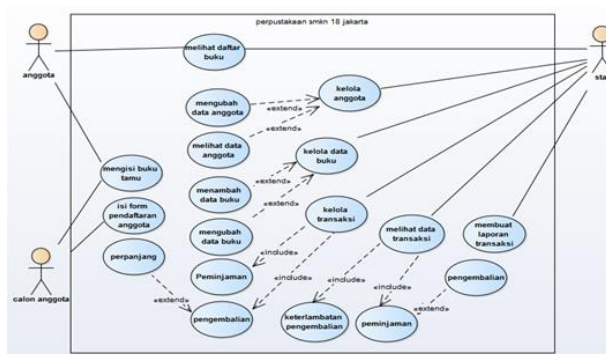 perpustakaan smkn 18 jakarta
anggota
melihat daftar
buku
sta
mengubah
data anggota
«extend»
kelola
anggota
melihat data
anggota
«extend»
mengisi buku
tamu
menambah
data buku
«extend»
kelola data
buku
isi form
pendaftaran
anggota
mengubah
data buku
«extend»
kelola
transaksi
melihat data
transaksi
membuat
laporan
transaksi
perpanjang
Peminjaman
«include»
«include»
«include»
«include»
pengembalian
calon anggota
«extend»
pengembalian
keterlambatan
pengembalian
peminjaman
«extend»